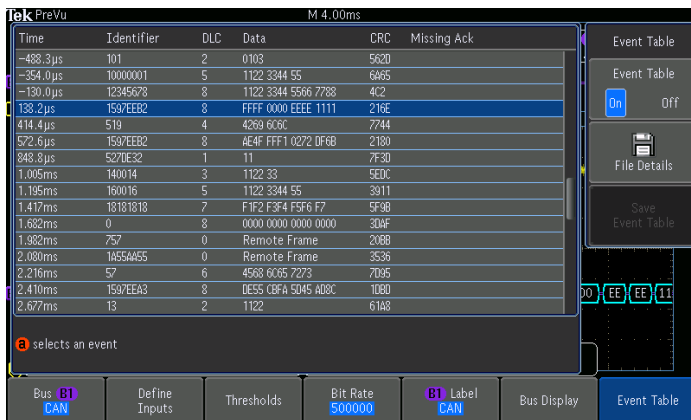 Tek PreVu M 4.00ms
Time Identifier DLC Data CRC Missing Ack
-488.3µs 101 2 0103 562D
-354.0µs 10000001 5 1122 3344 55 6A65
-130.0µs 12345678 8 1122 3344 5566 7788 4C2
138.2µs 1597EEB2 8 FFFF 0000 EEEE 1111 216E
414.4µs 519 4 4269 6C6C 7744
572.6µs 1597EEB2 8 AE4F FFF1 0272 DF6B 2180
848.8µs 527DE32 1 11 7F3D
1.005ms 140014 3 1122 33 5EDC
1.195ms 160016 5 1122 3344 55 3911
1.417ms 18181818 7 F1F2 F3F4 F5F6 F7 5F9B
1.682ms 0 8 0000 0000 0000 0000 3DAF
1.982ms 757 0 Remote Frame 20BB
2.080ms 1A55AA55 0 Remote Frame 3536
2.216ms 57 6 4568 6C65 7273 7D95
2.410ms 1597EEA3 8 DE55 CBFA 5D45 AD8C 1DBD
2.677ms 13 2 1122 61A8
a selects an event
Event Table
Event Table
On Off
File Details
Save
Event Table
EE EE 11
Bus B1
CAN
Define
Inputs
Thresholds
Bit Rate
500000
B1 Label
CAN
Bus Display
Event Table